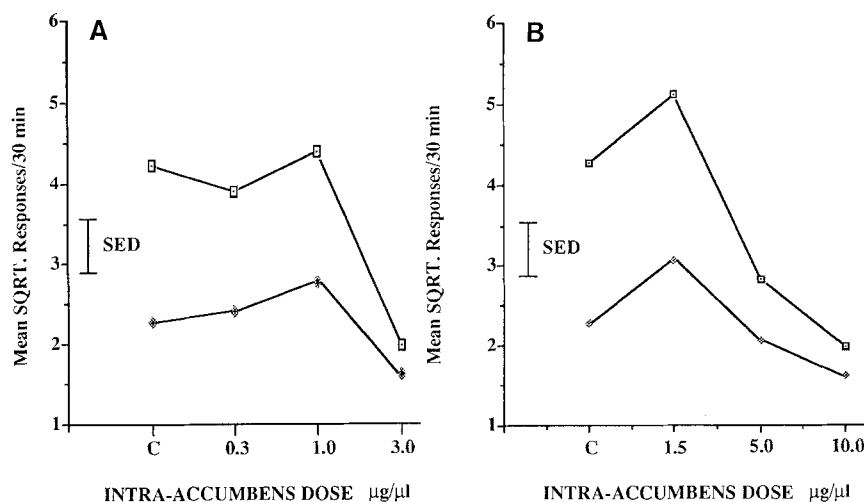 A
Mean SQRT. Responses/30 min
6
5
4
3
2
1
SED
C 0.3 1.0 3.0
INTRA-ACCUMBENS DOSE µg/µl
B
Mean SQRT. Responses/30 min
6
5
4
3
2
1
SED
C 1.5 5.0 10.0
INTRA-ACCUMBENS DOSE µg/µl